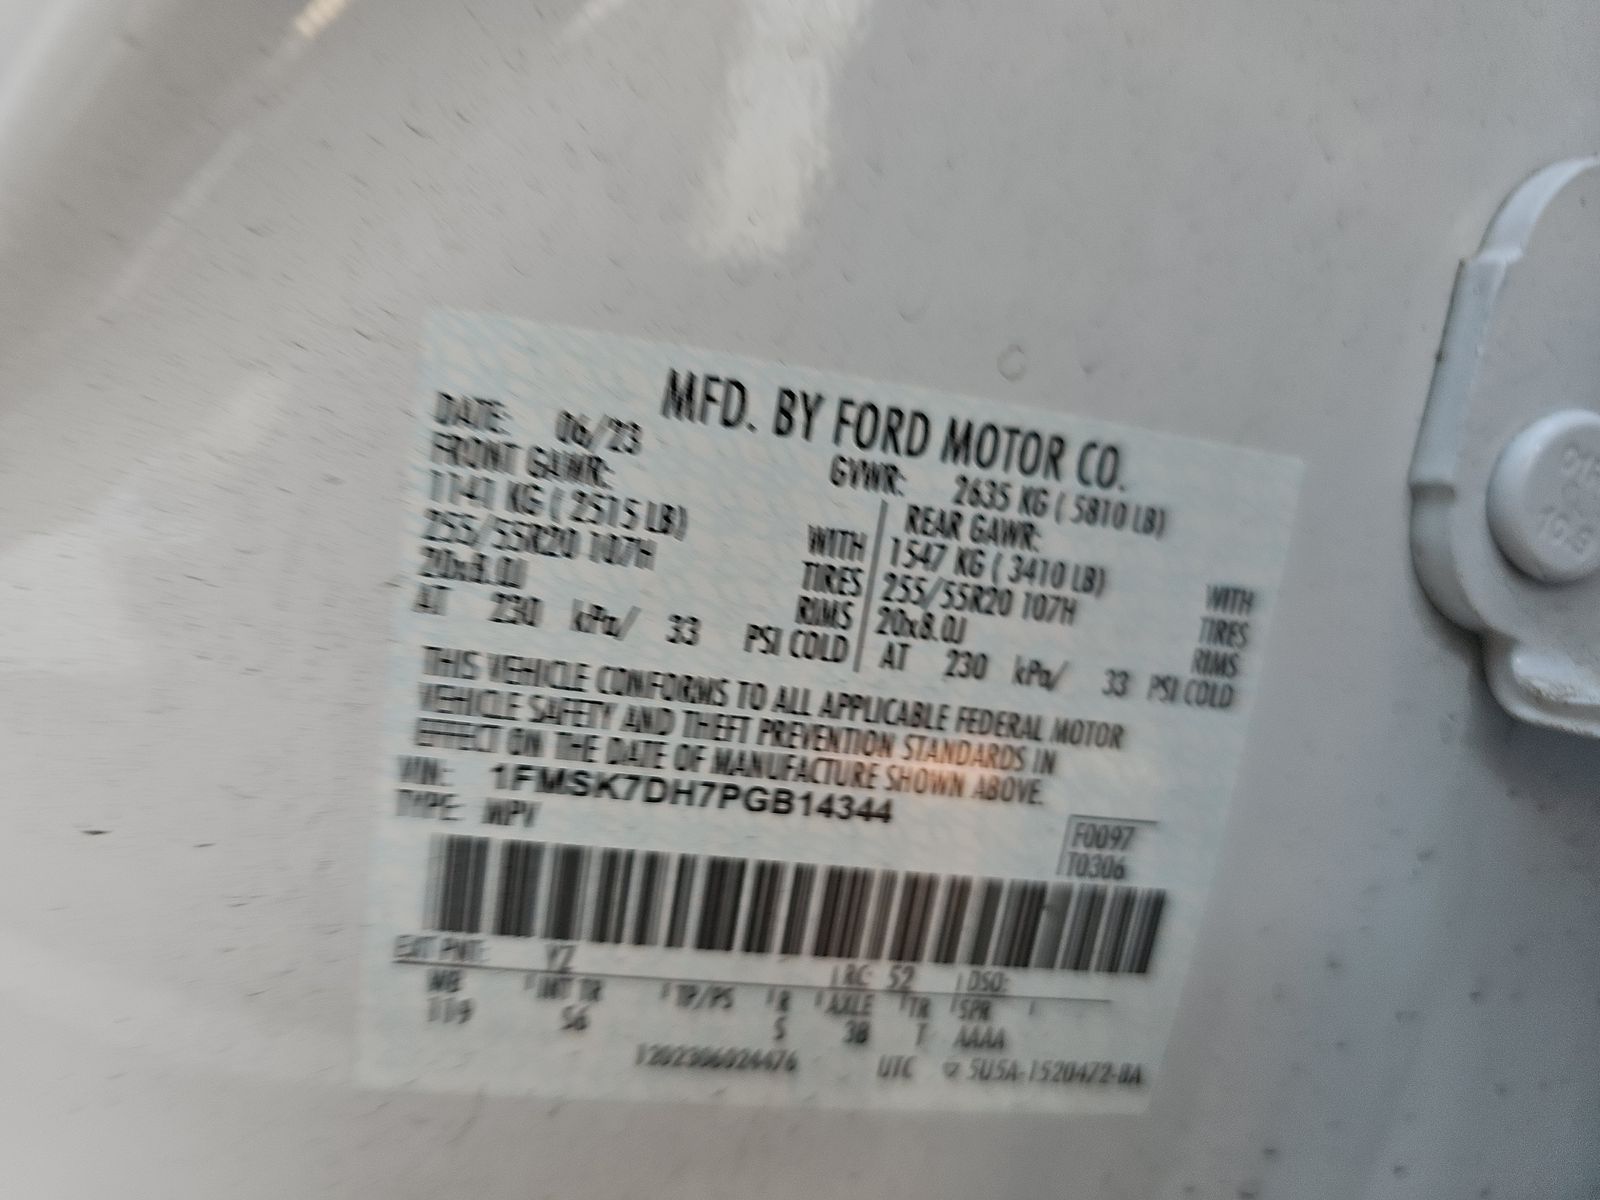 MFD. BY FORD MOTOR CO.
DATE: 06/23 GVWR: 2635 KG ( 5810 LB)
FRONT GAWR: REAR GAWR:
1141 KG ( 2515 LB) WITH 1547 KG ( 3410 LB) WITH
255/55R20 107H TIRES 255/55R20 107H TIRES
20x8.0J RIMS 20x8.0J RIMS
AT 230 kPa/ 33 PSI COLD AT 230 kPa/ 33 PSI COLD
THIS VEHICLE CONFORMS TO ALL APPLICABLE FEDERAL MOTOR
VEHICLE SAFETY AND THEFT PREVENTION STANDARDS IN
EFFECT ON THE DATE OF MANUFACTURE SHOWN ABOVE.
VIN: 1FMSK7DH7PGB14344
TYPE: MPV
F0097
T0306
EXT PNT: YZ RC: 52 DSO:
WB INT TR TP/PS R AXLE TR SPR
119 S6 5 38 T AAAA
UTC